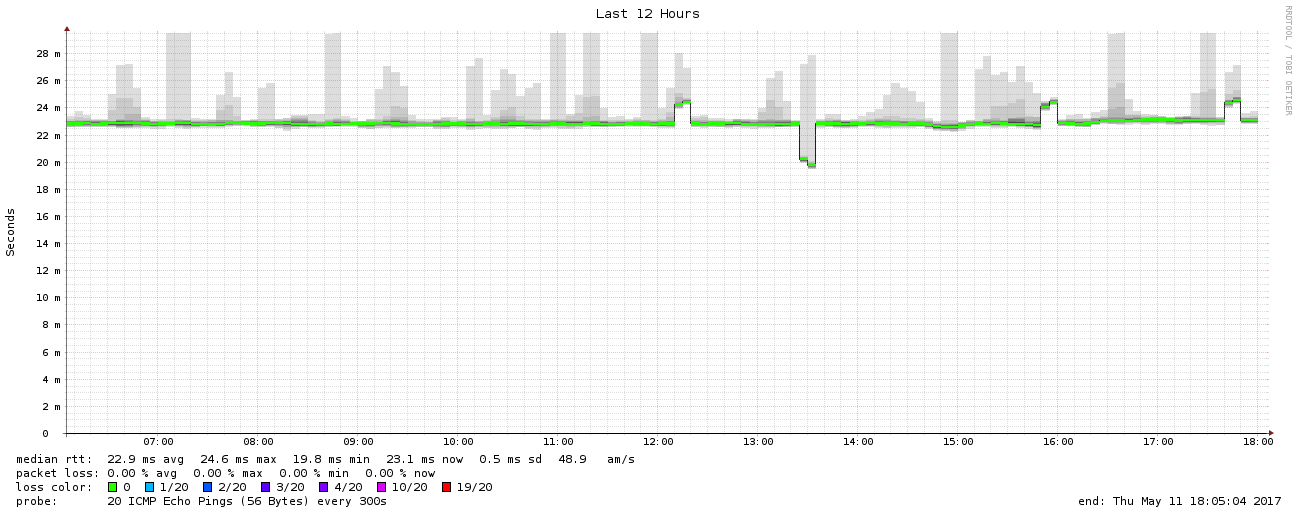 Last 12 Hours
RRDTOOL / TOBI OETIKER
Seconds
28 m
26 m
24 m
22 m
20 m
18 m
16 m
14 m
12 m
10 m
8 m
6 m
4 m
2 m
0
07:00 08:00 09:00 10:00 11:00 12:00 13:00 14:00 15:00 16:00 17:00 18:00
median rtt: 22.9 ms avg 24.6 ms max 19.8 ms min 23.1 ms now 0.5 ms sd 48.9 am/s
packet loss: 0.00 % avg 0.00 % max 0.00 % min 0.00 % now
loss color: 0 1/20 2/20 3/20 4/20 10/20 19/20
probe: 20 ICMP Echo Pings (56 Bytes) every 300s end: Thu May 11 18:05:04 2017